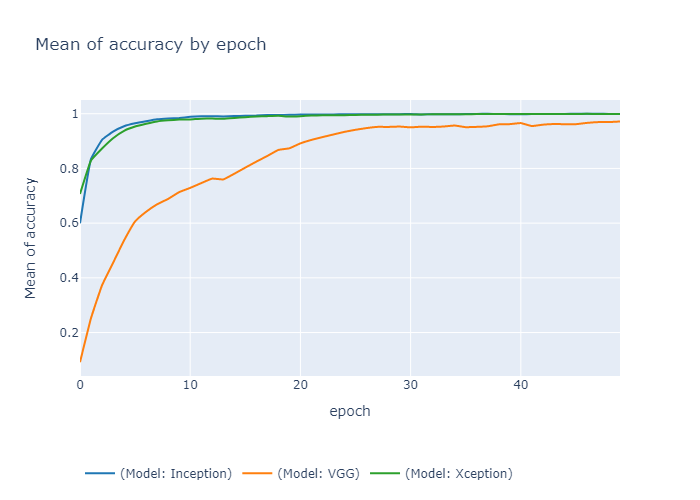 Mean of accuracy by epoch
Mean of accuracy
1
0.8
0.6
0.4
0.2
0 10 20 30 40
epoch
(Model: Inception) (Model: VGG) (Model: Xception)